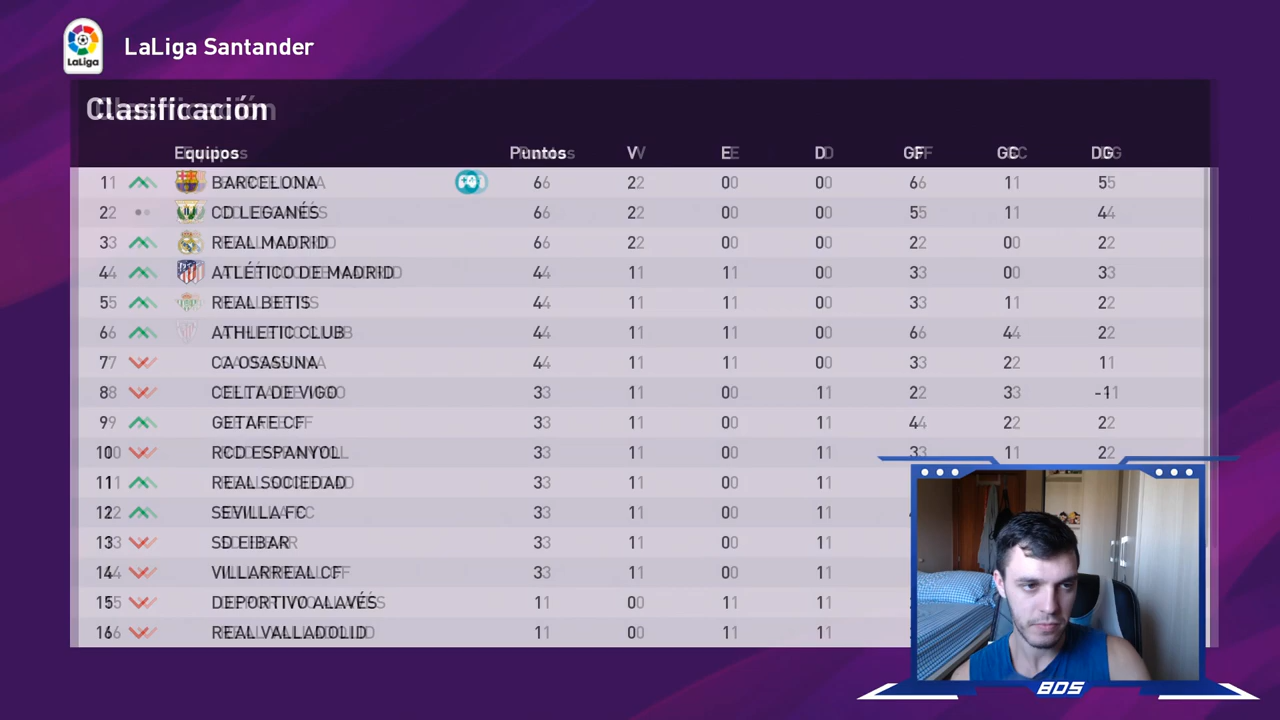 LaLiga
LaLiga Santander
Clasificación
Equipos Puntos V E D GF GC DG
1 BARCELONA 6 2 0 0 6 1 5
2 CD LEGANÉS 6 2 0 0 5 1 4
3 REAL MADRID 6 2 0 0 2 0 2
4 ATLÉTICO DE MADRID 4 1 1 0 3 0 3
5 REAL BETIS 4 1 1 0 3 1 2
6 ATHLETIC CLUB 4 1 1 0 6 4 2
7 CA OSASUNA 4 1 1 0 3 2 1
8 CELTA DE VIGO 3 1 0 1 2 3 -1
9 GETAFE CF 3 1 0 1 4 2 2
10 RCD ESPANYOL 3 1 0 1 3 1 2
11 REAL SOCIEDAD 3 1 0 1
12 SEVILLA FC 3 1 0 1
13 SD EIBAR 3 1 0 1
14 VILLARREAL CF 3 1 0 1
15 DEPORTIVO ALAVÉS 1 0 1 1
16 REAL VALLADOLID 1 0 1 1
BDS